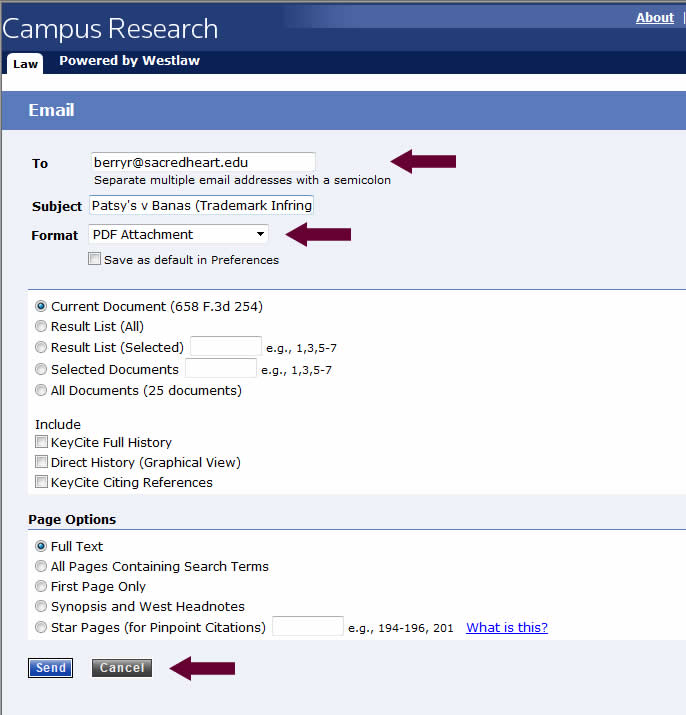 Campus Research
About
Law
Powered by Westlaw
Email
To berryr@sacredheart.edu
Separate multiple email addresses with a semicolon
Subject Patsy's v Banas (Trademark Infring
Format PDF Attachment
Save as default in Preferences
Current Document (658 F.3d 254)
Result List (All)
Result List (Selected) e.g., 1,3,5-7
Selected Documents e.g., 1,3,5-7
All Documents (25 documents)
Include
KeyCite Full History
Direct History (Graphical View)
KeyCite Citing References
Page Options
Full Text
All Pages Containing Search Terms
First Page Only
Synopsis and West Headnotes
Star Pages (for Pinpoint Citations) e.g., 194-196, 201 What is this?
Send Cancel